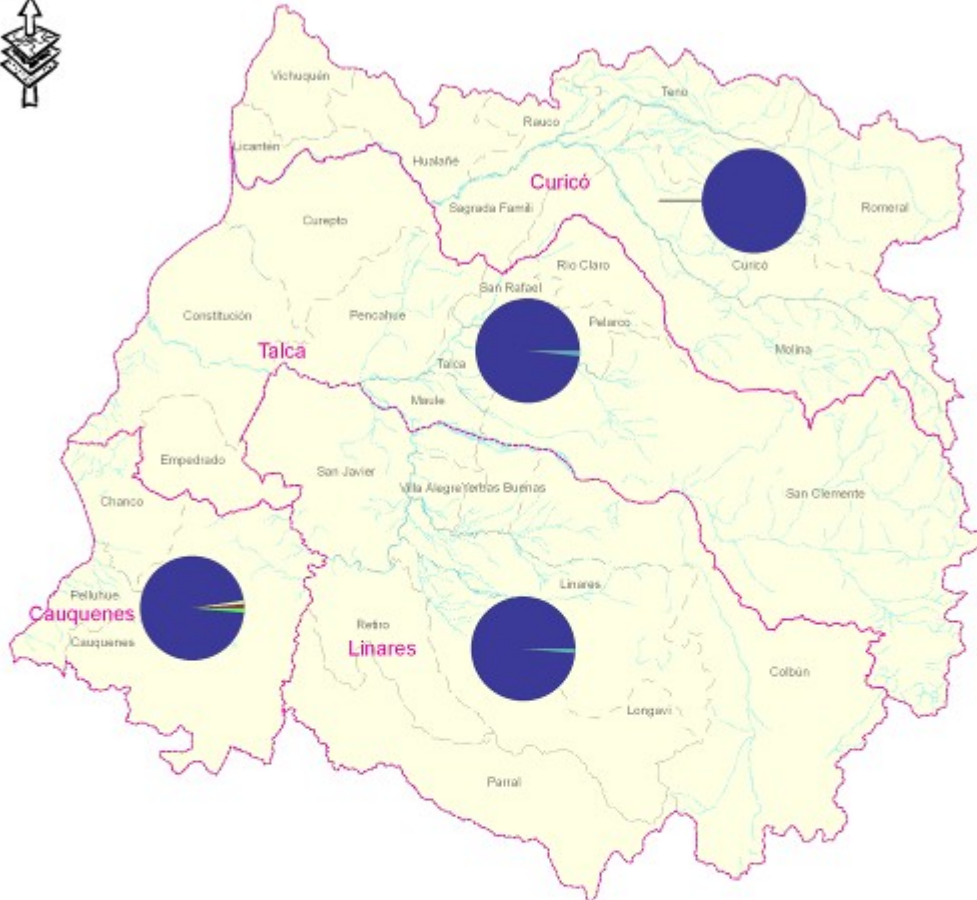 Vichuquén
Teno
Rauco
Licantén
Hualañé
Curicó
Sagrada Famili
Romeral
Curepto
Rio Claro
Curicó
San Rafael
Constitución
Pencahue
Pelarco
Talca
Molina
Talca
Maule
Empedrado
San Javier
Villa Alegre
Yerbas Buenas
San Clemente
Chanco
Linares
Pelluhue
Cauquenes
Retiro
Cauquenes
Linares
Colbún
Longaví
Parral